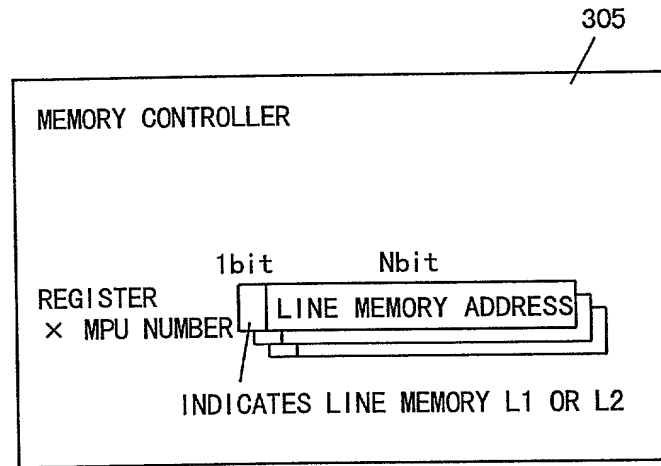 305
MEMORY CONTROLLER
1bit Nbit
REGISTER
× MPU NUMBER
LINE MEMORY ADDRESS
INDICATES LINE MEMORY L1 OR L2